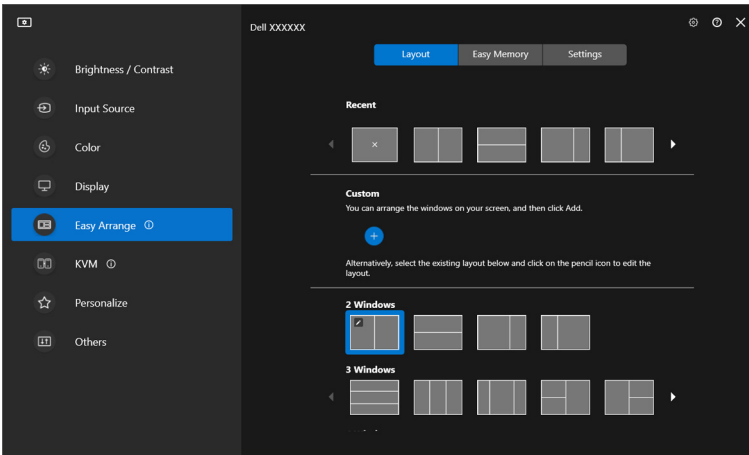 Dell XXXXXX
Layout
Easy Memory
Settings
Brightness / Contrast
Input Source
Color
Display
Easy Arrange
KVM
Personalize
Others
Recent
Custom
You can arrange the windows on your screen, and then click Add.
Alternatively, select the existing layout below and click on the pencil icon to edit the
layout.
2 Windows
3 Windows